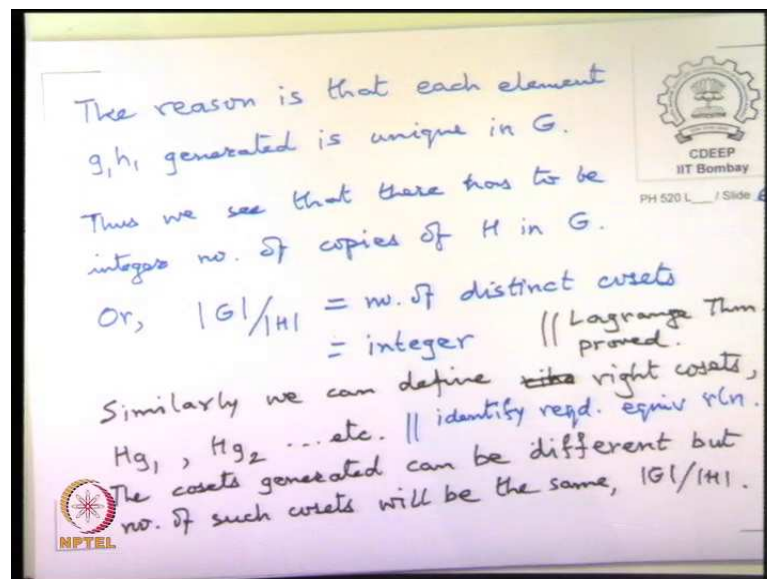 The reason is that each element
g₁h₁ generated is unique in G.
Thus we see that there has to be
integer no. of copies of H in G.
Or, |G|/|H| = no. of distinct cosets
= integer || Lagrange Thm
proved.
Similarly we can define right cosets,
Hg₁, Hg₂ ... etc. || identify reqd. equiv rln.
The cosets generated can be different but
no. of such cosets will be the same, |G|/|H|.
CDEEP
IIT Bombay
PH 520 L___ / Slide
NPTEL